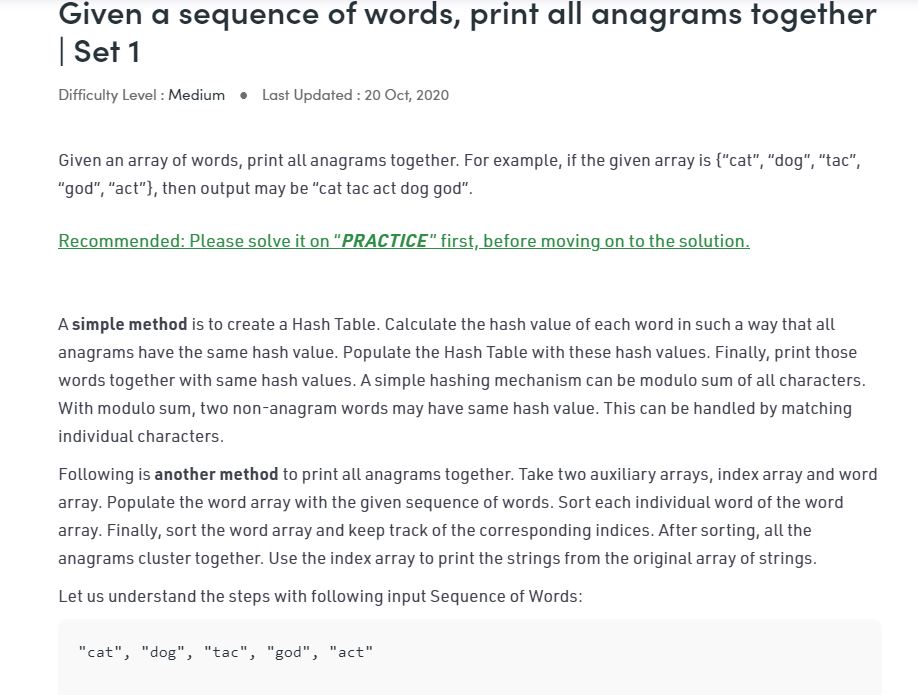 Given a sequence of words, print all anagrams together
| Set 1
Difficulty Level : Medium ● Last Updated : 20 Oct, 2020
Given an array of words, print all anagrams together. For example, if the given array is {“cat”, “dog”, “tac”,
“god”, “act”}, then output may be “cat tac act dog god”.
Recommended: Please solve it on “PRACTICE” first, before moving on to the solution.
A simple method is to create a Hash Table. Calculate the hash value of each word in such a way that all
anagrams have the same hash value. Populate the Hash Table with these hash values. Finally, print those
words together with same hash values. A simple hashing mechanism can be modulo sum of all characters.
With modulo sum, two non-anagram words may have same hash value. This can be handled by matching
individual characters.
Following is another method to print all anagrams together. Take two auxiliary arrays, index array and word
array. Populate the word array with the given sequence of words. Sort each individual word of the word
array. Finally, sort the word array and keep track of the corresponding indices. After sorting, all the
anagrams cluster together. Use the index array to print the strings from the original array of strings.
Let us understand the steps with following input Sequence of Words:
"cat", "dog", "tac", "god", "act"